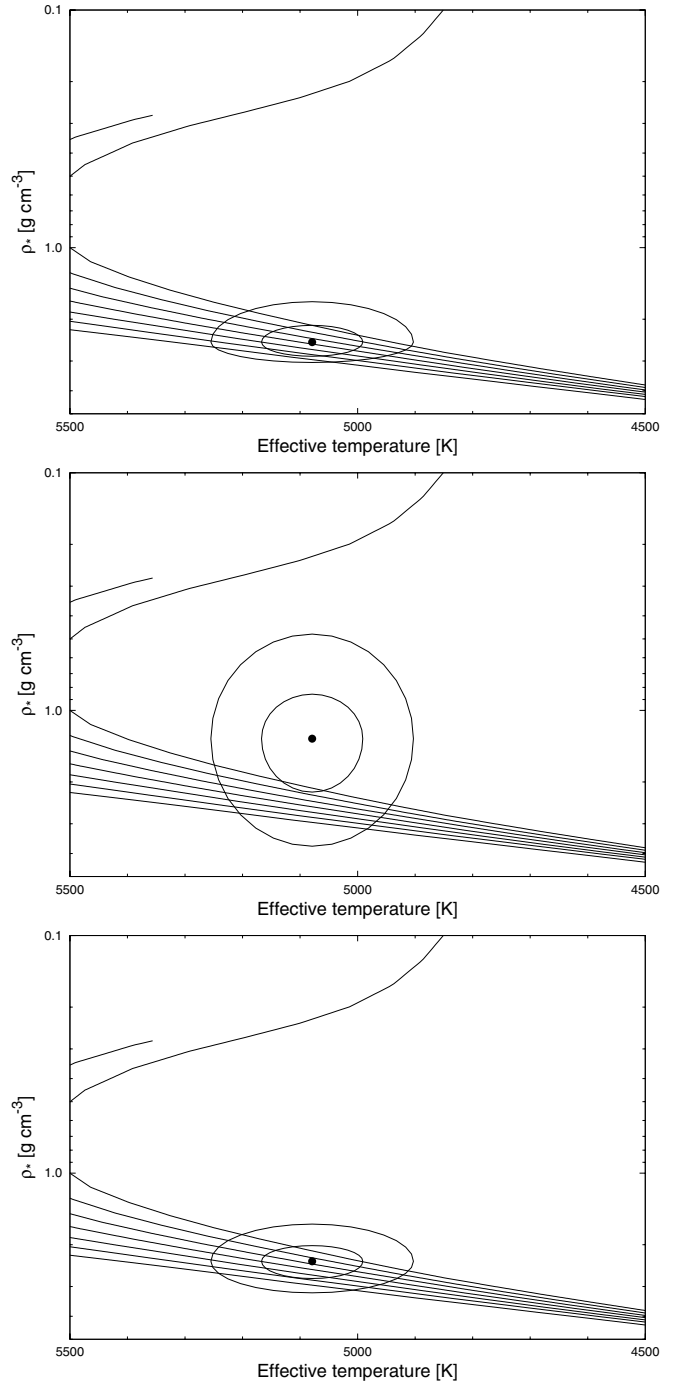 0.1
1.0
ρ* [g cm-3]
5500 5000 4500
Effective temperature [K]
0.1
1.0
ρ* [g cm-3]
5500 5000 4500
Effective temperature [K]
0.1
1.0
ρ* [g cm-3]
5500 5000 4500
Effective temperature [K]